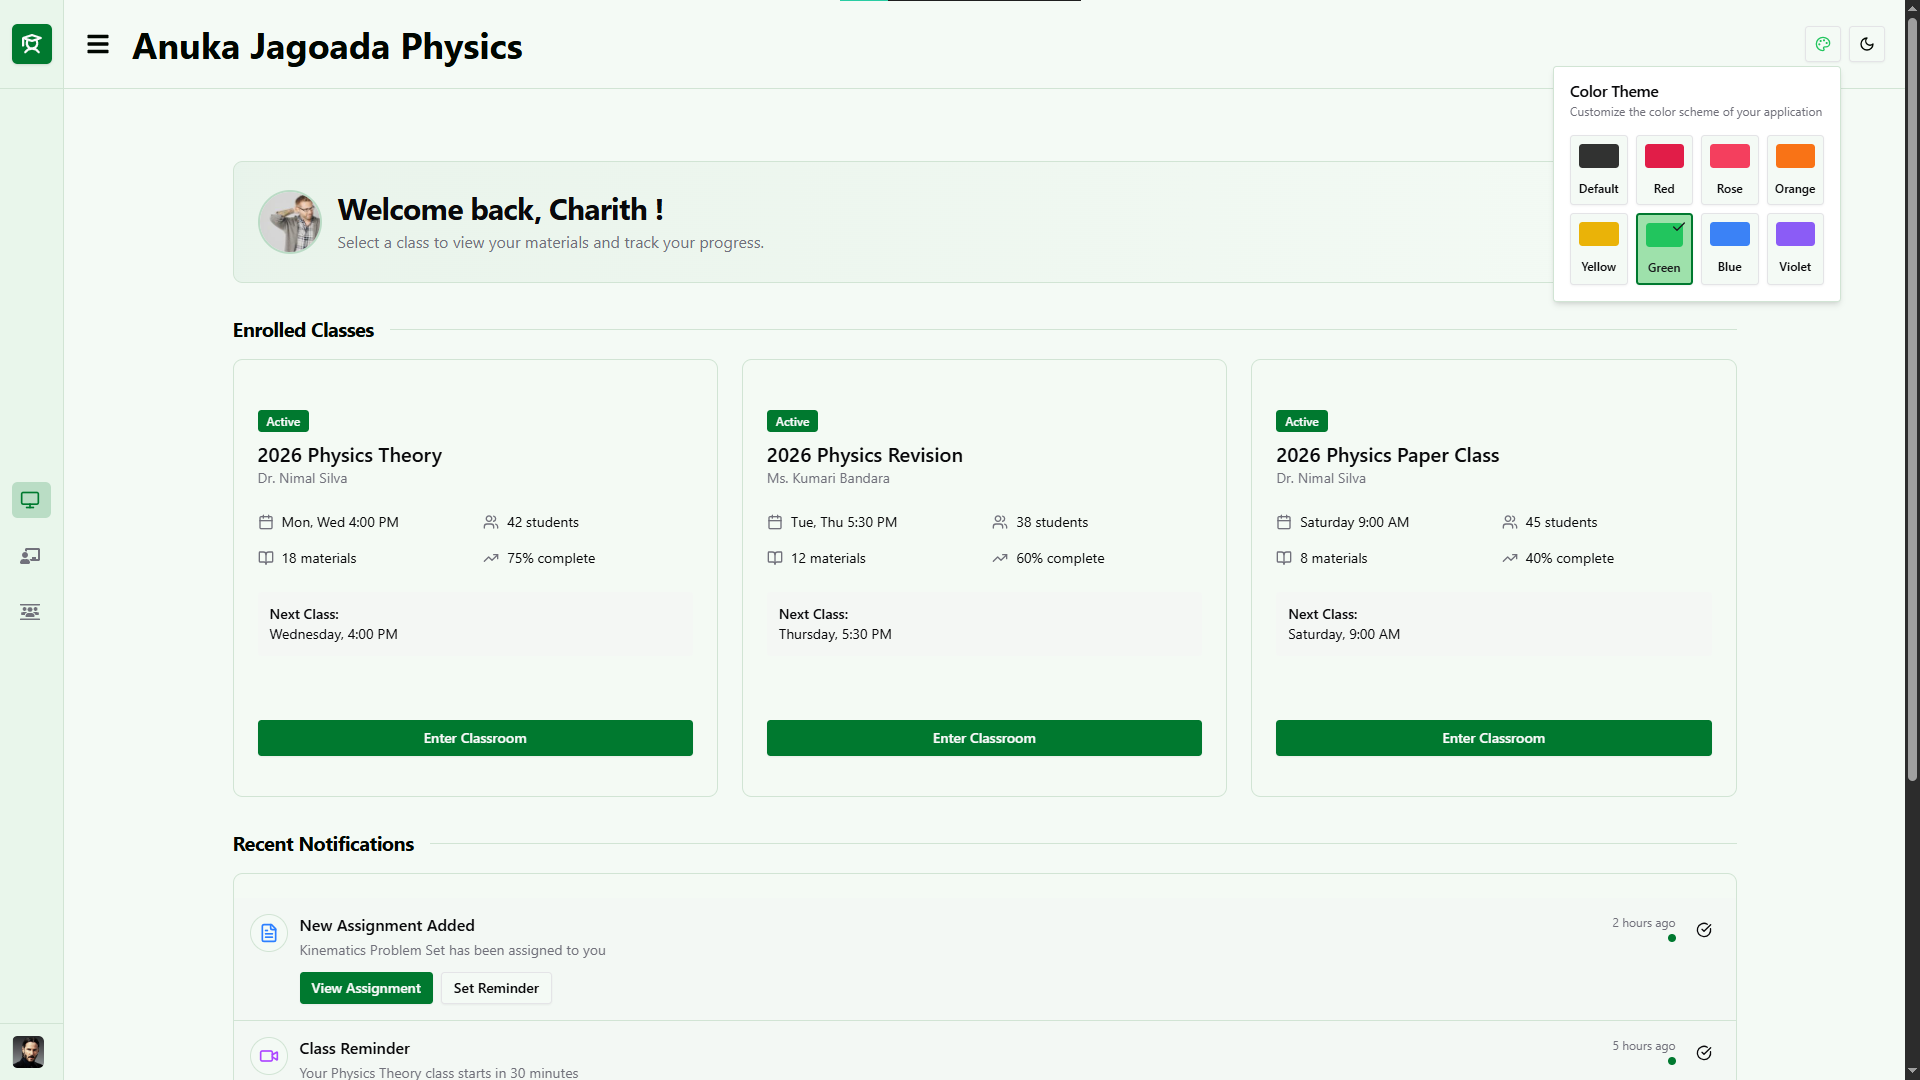 Anuka Jagoada Physics
Color Theme
Customize the color scheme of your application
Default
Red
Rose
Orange
Yellow
Green
Blue
Violet
Welcome back, Charith !
Select a class to view your materials and track your progress.
Enrolled Classes
Active
2026 Physics Theory
Dr. Nimal Silva
Mon, Wed 4:00 PM
42 students
18 materials
75% complete
Next Class:
Wednesday, 4:00 PM
Enter Classroom
Active
2026 Physics Revision
Ms. Kumari Bandara
Tue, Thu 5:30 PM
38 students
12 materials
60% complete
Next Class:
Thursday, 5:30 PM
Enter Classroom
Active
2026 Physics Paper Class
Dr. Nimal Silva
Saturday 9:00 AM
45 students
8 materials
40% complete
Next Class:
Saturday, 9:00 AM
Enter Classroom
Recent Notifications
New Assignment Added
2 hours ago
Kinematics Problem Set has been assigned to you
View Assignment
Set Reminder
Class Reminder
5 hours ago
Your Physics Theory class starts in 30 minutes